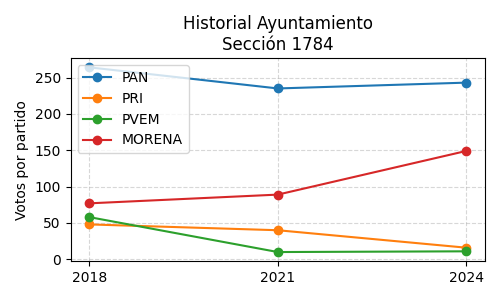 Historial Ayuntamiento
Sección 1784
Votos por partido
250
200
150
100
50
0
PAN
PRI
PVEM
MORENA
2018 2021 2024